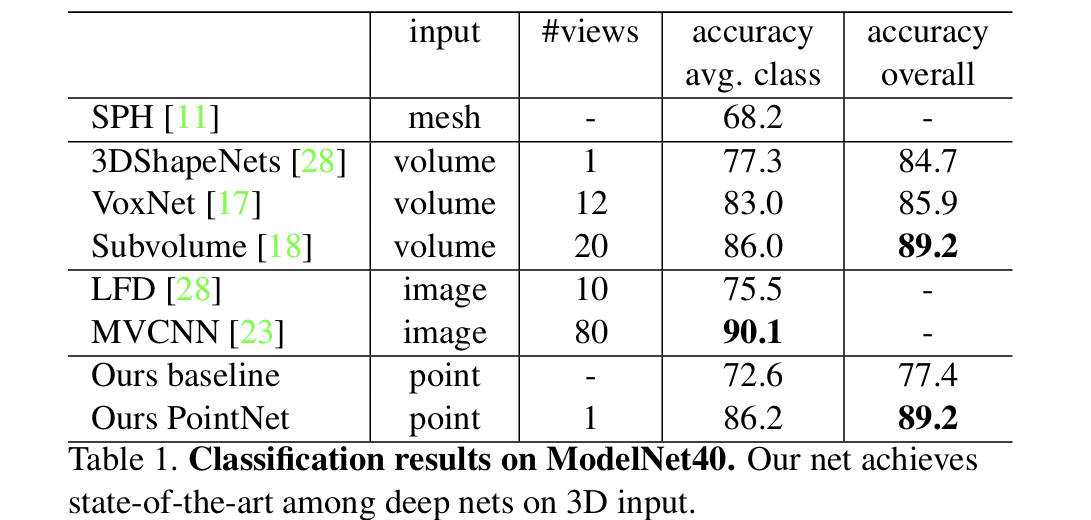 input #views accuracy accuracy
avg. class overall
SPH [11] mesh - 68.2 -
3DShapeNets [28] volume 1 77.3 84.7
VoxNet [17] volume 12 83.0 85.9
Subvolume [18] volume 20 86.0 89.2
LFD [28] image 10 75.5 -
MVCNN [23] image 80 90.1 -
Ours baseline point - 72.6 77.4
Ours PointNet point 1 86.2 89.2
Table 1. Classification results on ModelNet40. Our net achieves
state-of-the-art among deep nets on 3D input.